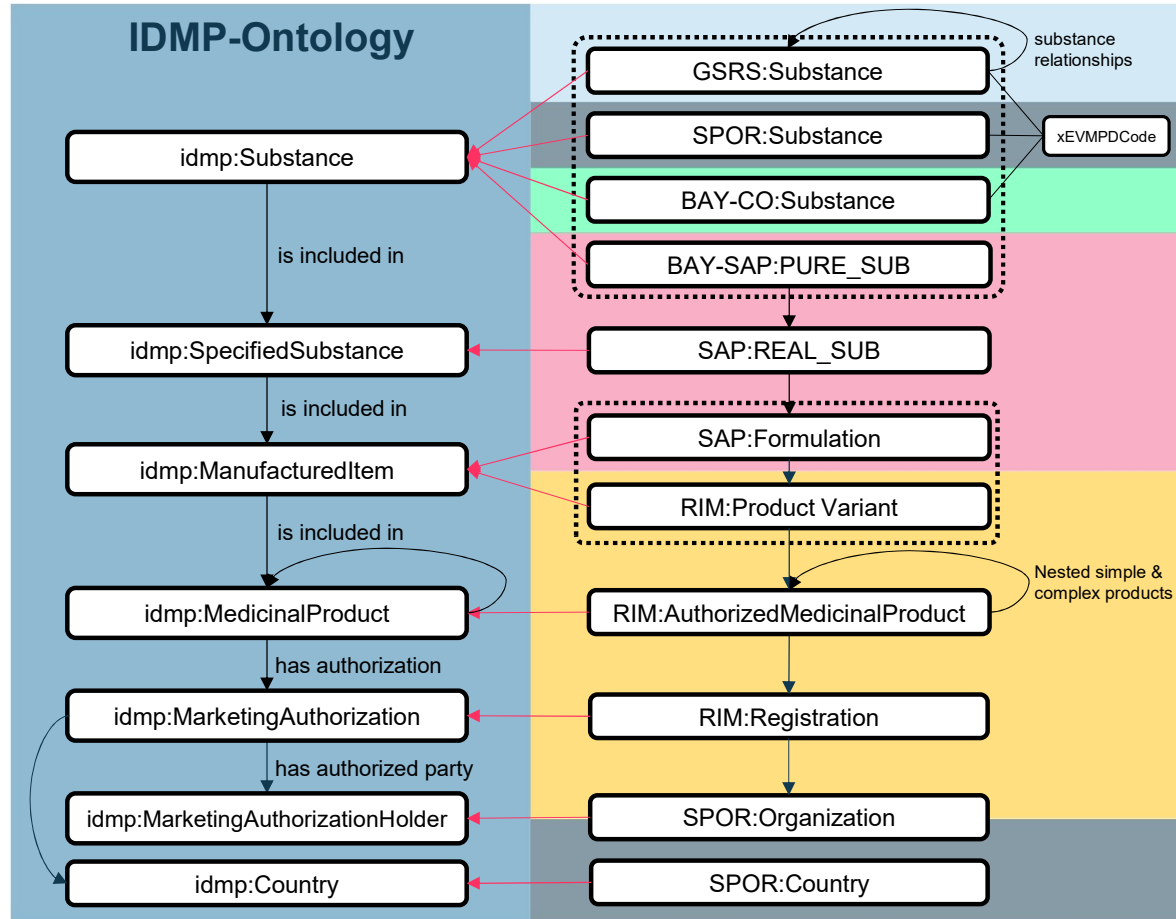 IDMP-Ontology
substance
relationships
GSRS:Substance
SPOR:Substance
xEVMPDCode
idmp:Substance
BAY-CO:Substance
is included in
BAY-SAP:PURE_SUB
idmp:SpecifiedSubstance
SAP:REAL_SUB
is included in
SAP:Formulation
idmp:ManufacturedItem
RIM:Product Variant
is included in
Nested simple &
complex products
idmp:MedicinalProduct
RIM:AuthorizedMedicinalProduct
has authorization
idmp:MarketingAuthorization
RIM:Registration
has authorized party
idmp:MarketingAuthorizationHolder
SPOR:Organization
idmp:Country
SPOR:Country